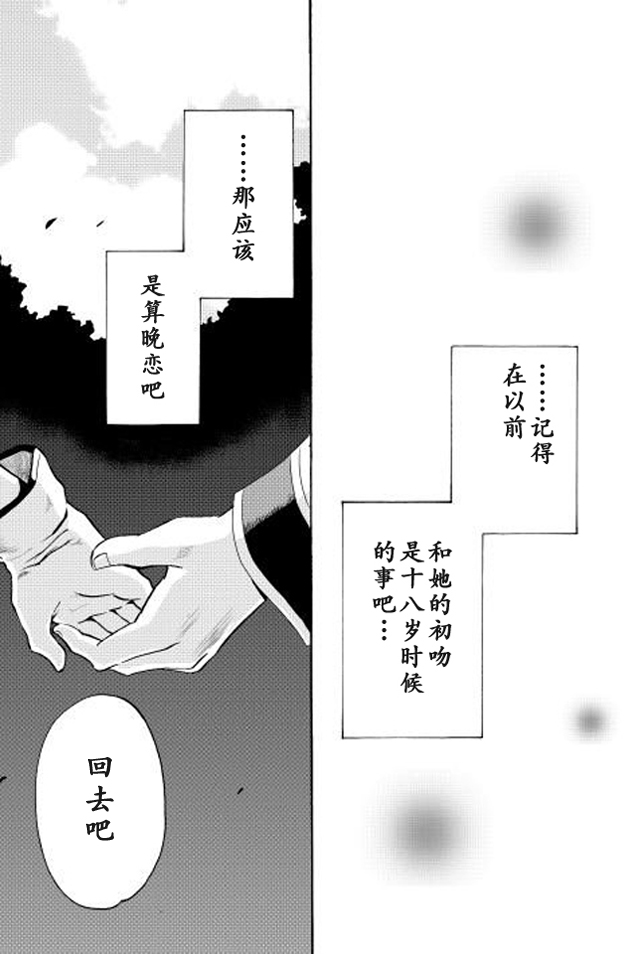 ……记得
在以前
和她的初吻
是十八岁时候
的事吧…
……那应该
是算晚恋吧
回去吧